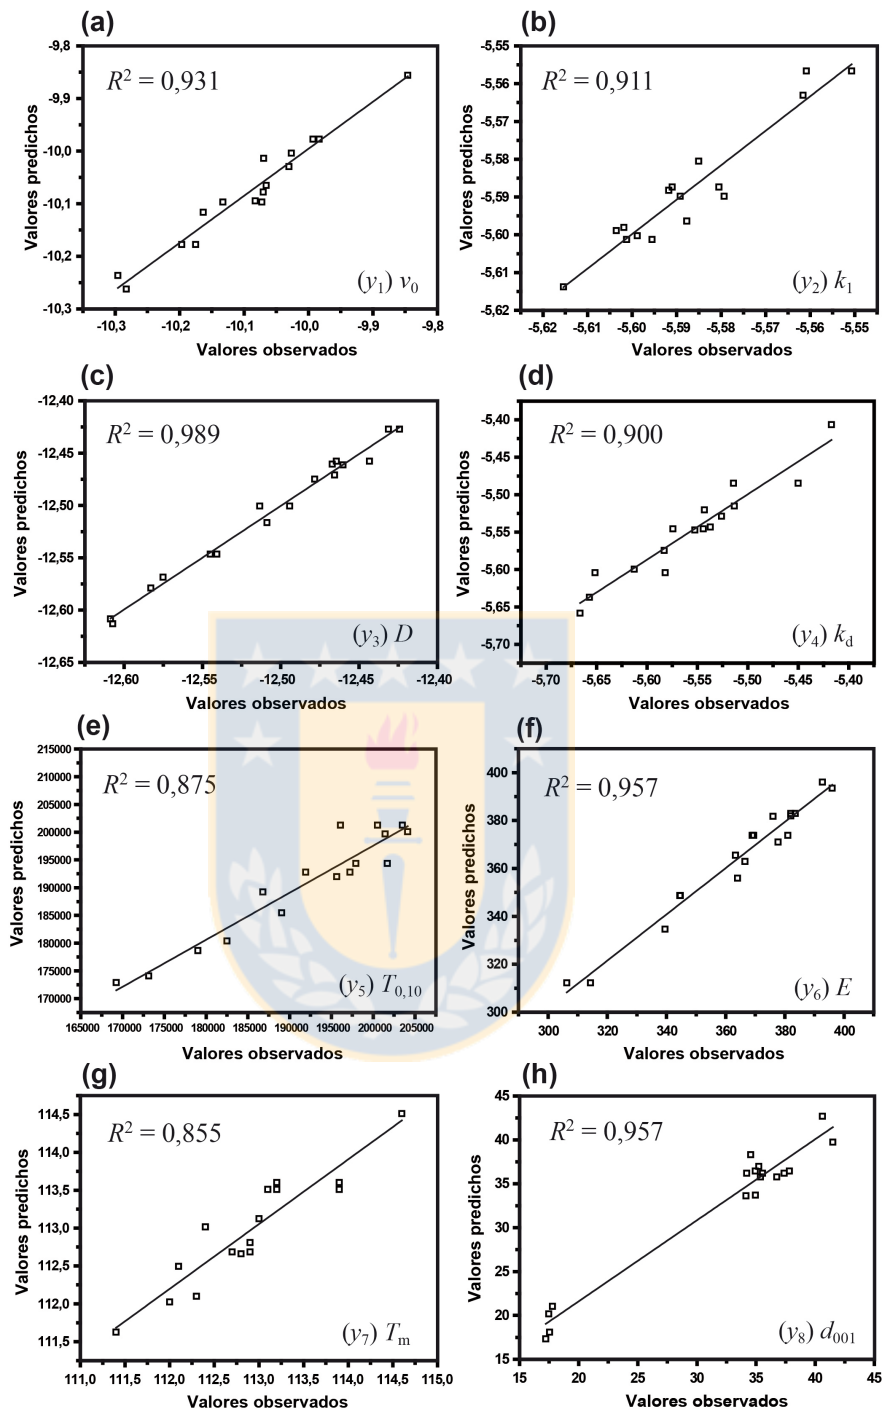 (a)
R² = 0,931
-9,8
-9,9
-10,0
-10,1
-10,2
-10,3
Valores predichos
(y₁) v₀
-10,3 -10,2 -10,1 -10,0 -9,9 -9,8
Valores observados
(b)
R² = 0,911
-5,55
-5,56
-5,57
-5,58
-5,59
-5,60
-5,61
-5,62
Valores predichos
(y₂) k₁
-5,62 -5,61 -5,60 -5,59 -5,58 -5,57 -5,56 -5,55
Valores observados
(c)
R² = 0,989
-12,40
-12,45
-12,50
-12,55
-12,60
-12,65
Valores predichos
(y₃) D
-12,60 -12,55 -12,50 -12,45 -12,40
Valores observados
(d)
R² = 0,900
-5,40
-5,45
-5,50
-5,55
-5,60
-5,65
-5,70
Valores predichos
(y₄) k_d
-5,70 -5,65 -5,60 -5,55 -5,50 -5,45 -5,40
Valores observados
(e)
R² = 0,875
215000
210000
205000
200000
195000
190000
185000
180000
175000
170000
Valores predichos
(y₅) T₀,₁₀
165000 170000 175000 180000 185000 190000 195000 200000 205000
Valores observados
(f)
R² = 0,957
400
380
360
340
320
300
Valores predichos
(y₆) E
300 320 340 360 380 400
Valores observados
(g)
R² = 0,855
114,5
114,0
113,5
113,0
112,5
112,0
111,5
Valores predichos
(y₇) Tₘ
111,0 111,5 112,0 112,5 113,0 113,5 114,0 114,5 115,0
Valores observados
(h)
R² = 0,957
45
40
35
30
25
20
15
Valores predichos
(y₈) d₀₀₁
15 20 25 30 35 40 45
Valores observados